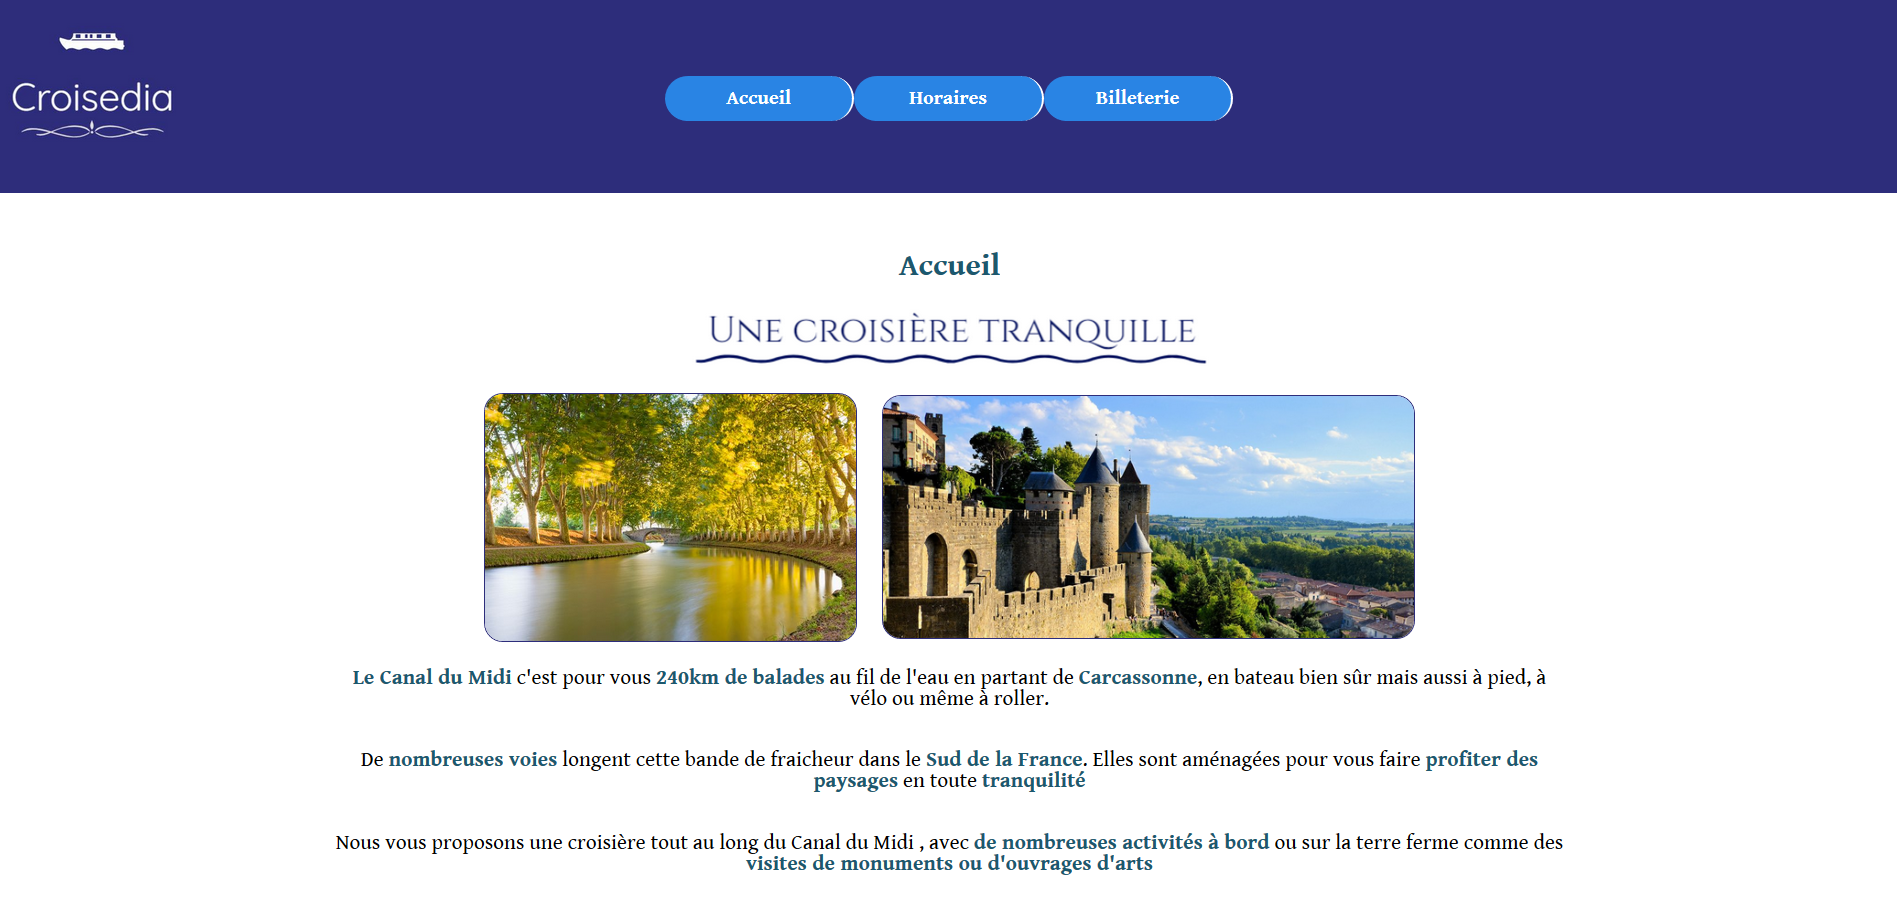 Croisedia
Accueil
Horaires
Billeterie
Accueil
Une croisière tranquille
Le Canal du Midi c'est pour vous 240km de balades au fil de l'eau en partant de Carcassonne, en bateau bien sûr mais aussi à pied, à
vélo ou même à roller.
De nombreuses voies longent cette bande de fraicheur dans le Sud de la France. Elles sont aménagées pour vous faire profiter des
paysages en toute tranquilité
Nous vous proposons une croisière tout au long du Canal du Midi , avec de nombreuses activités à bord ou sur la terre ferme comme des
visites de monuments ou d'ouvrages d'arts